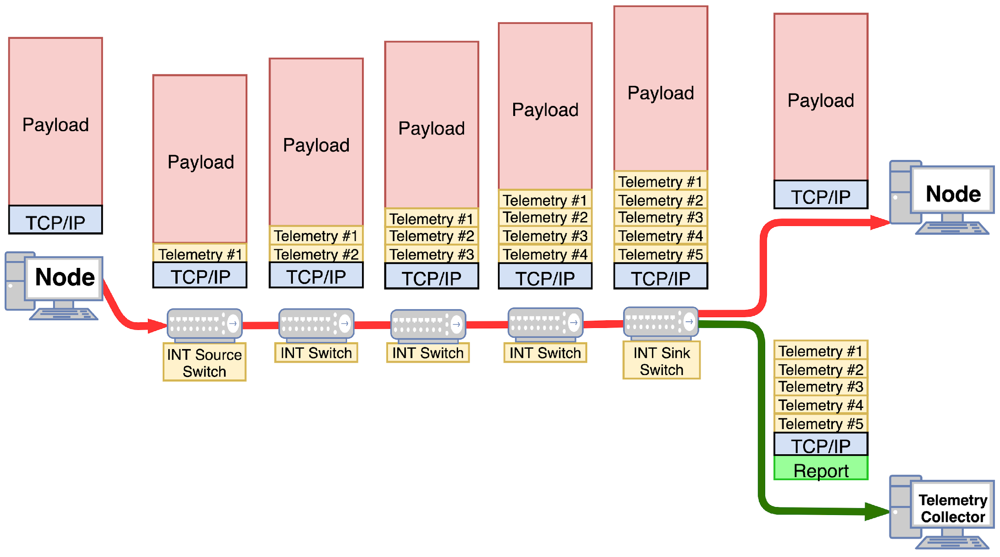 Payload
TCP/IP
Node
Payload
Telemetry #1
TCP/IP
INT Source
Switch
Payload
Telemetry #1
Telemetry #2
TCP/IP
INT Switch
Payload
Telemetry #1
Telemetry #2
Telemetry #3
TCP/IP
INT Switch
Payload
Telemetry #1
Telemetry #2
Telemetry #3
Telemetry #4
TCP/IP
INT Switch
Payload
Telemetry #1
Telemetry #2
Telemetry #3
Telemetry #4
Telemetry #5
TCP/IP
INT Sink
Switch
Payload
TCP/IP
Node
Telemetry #1
Telemetry #2
Telemetry #3
Telemetry #4
Telemetry #5
TCP/IP
Report
Telemetry
Collector